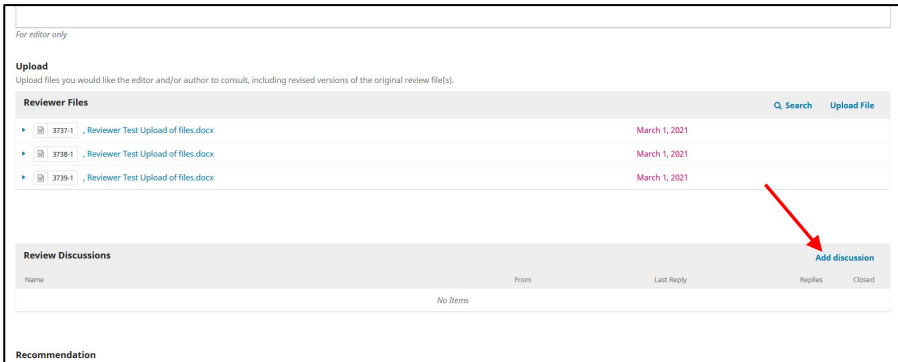 For editor only
Upload
Upload files you would like the editor and/or author to consult, including revised versions of the original review file(s).
Reviewer Files Search Upload File
3737-1 , Reviewer Test Upload of files.docx March 1, 2021
3738-1 , Reviewer Test Upload of files.docx March 1, 2021
3739-1 , Reviewer Test Upload of files.docx March 1, 2021
Review Discussions Add discussion
Name From Last Reply Replies Closed
No Items
Recommendation